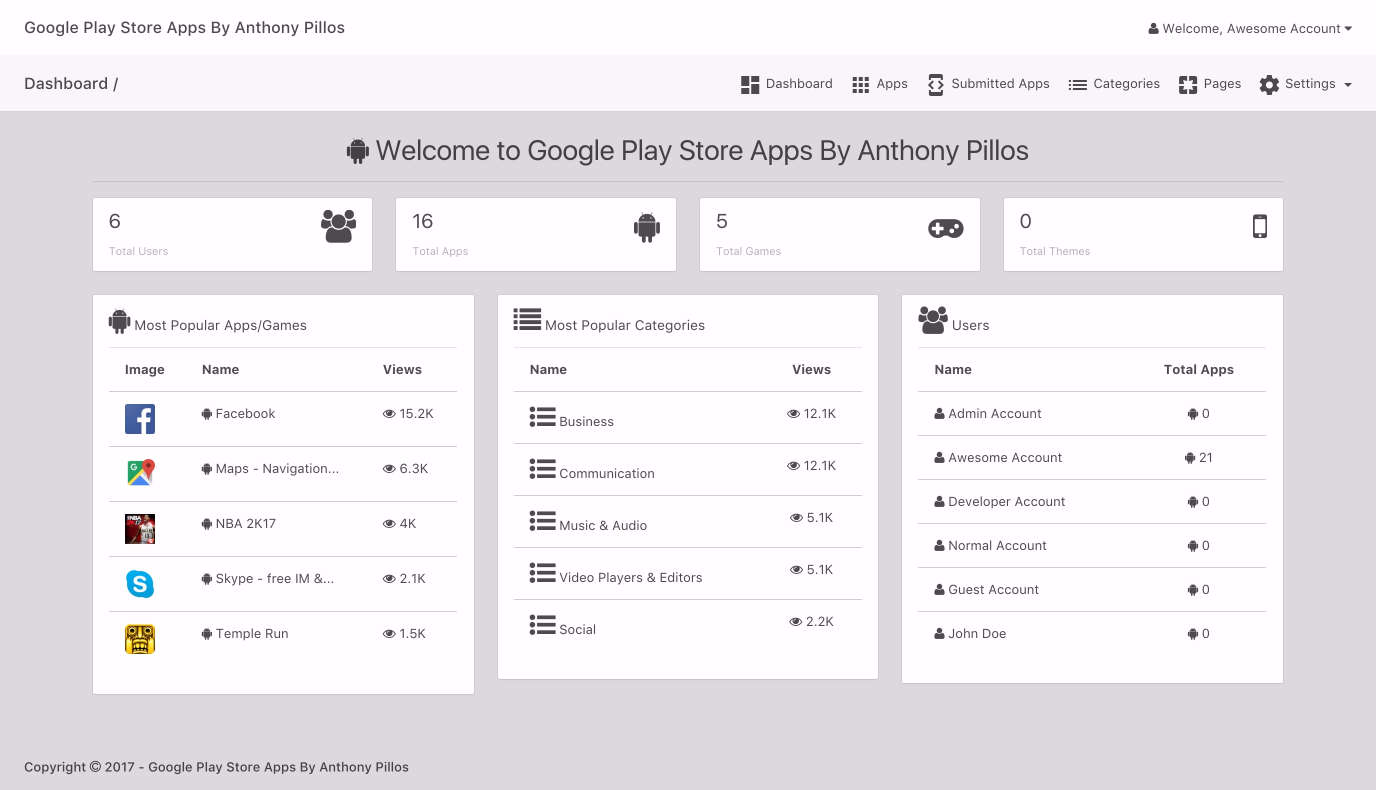 Google Play Store Apps By Anthony Pillos
Welcome, Awesome Account
Dashboard /
Dashboard
Apps
Submitted Apps
Categories
Pages
Settings
Welcome to Google Play Store Apps By Anthony Pillos
6
Total Users
16
Total Apps
5
Total Games
0
Total Themes
Most Popular Apps/Games
Image Name Views
Facebook 15.2K
Maps - Navigation... 6.3K
NBA 2K17 4K
Skype - free IM &... 2.1K
Temple Run 1.5K
Most Popular Categories
Name Views
Business 12.1K
Communication 12.1K
Music & Audio 5.1K
Video Players & Editors 5.1K
Social 2.2K
Users
Name Total Apps
Admin Account 0
Awesome Account 21
Developer Account 0
Normal Account 0
Guest Account 0
John Doe 0
Copyright © 2017 - Google Play Store Apps By Anthony Pillos